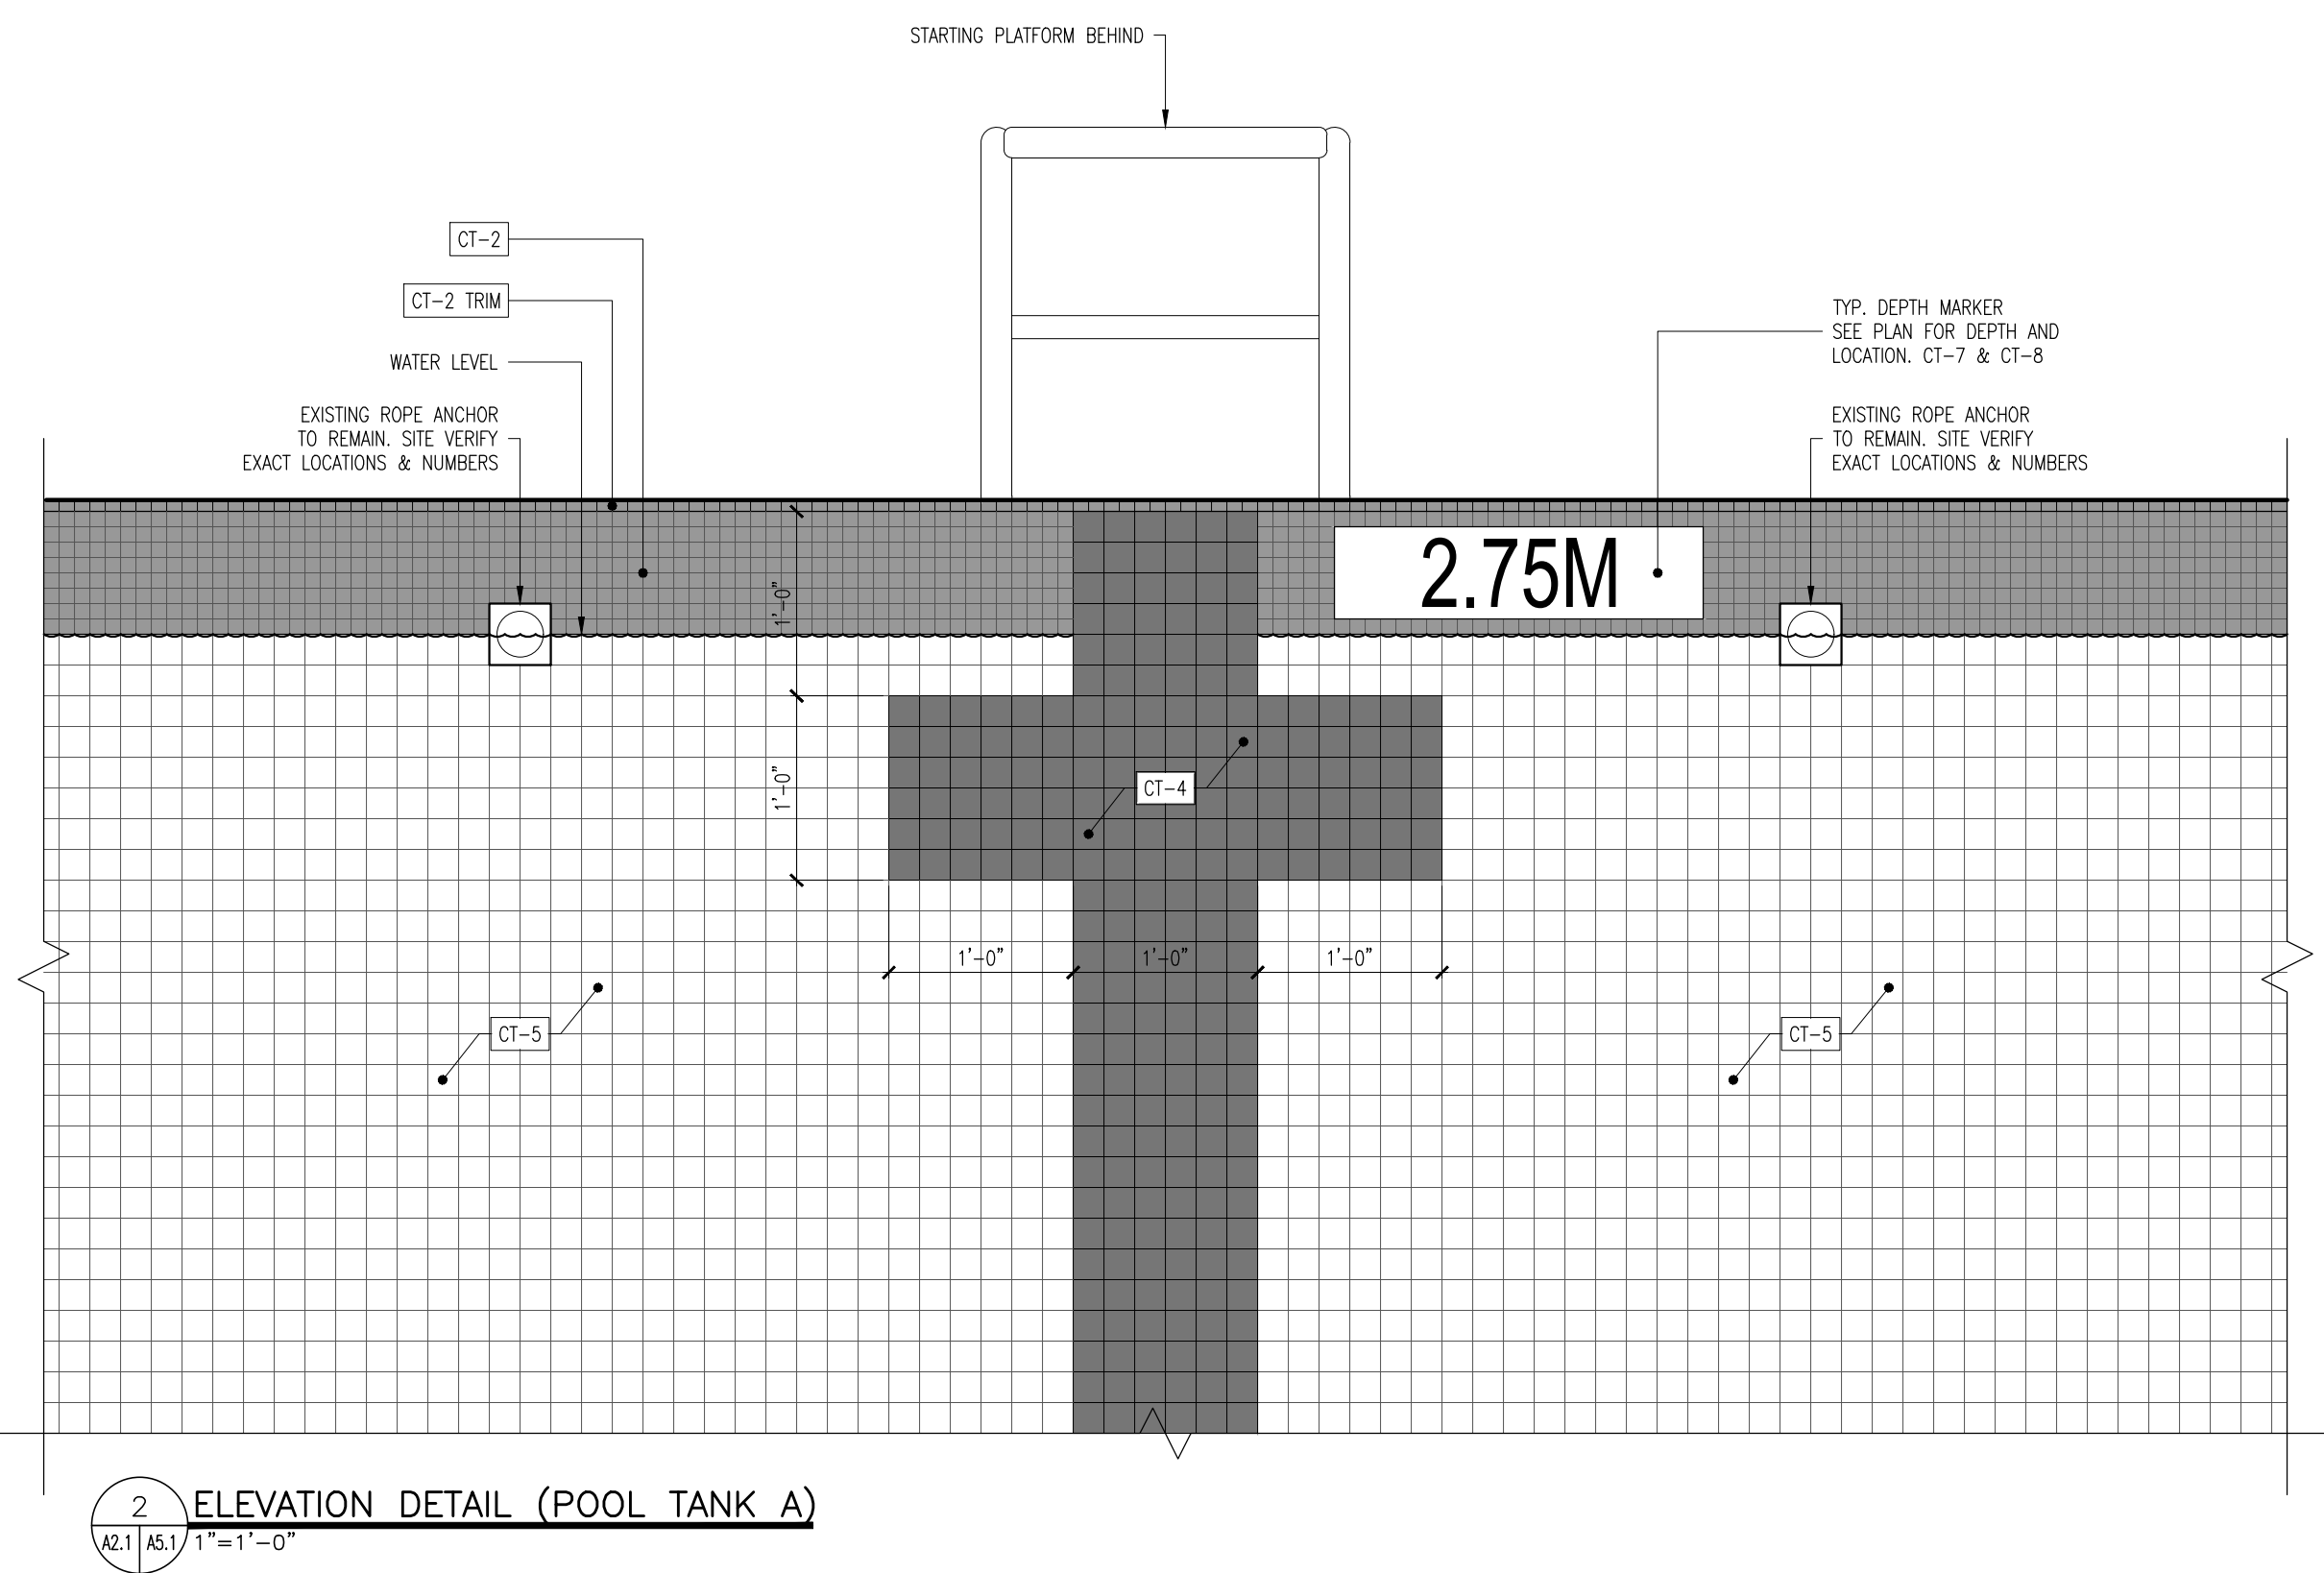 STARTING PLATFORM BEHIND
CT-2
CT-2 TRIM
WATER LEVEL
EXISTING ROPE ANCHOR
TO REMAIN. SITE VERIFY
EXACT LOCATIONS & NUMBERS
TYP. DEPTH MARKER
SEE PLAN FOR DEPTH AND
LOCATION. CT-7 & CT-8
EXISTING ROPE ANCHOR
TO REMAIN. SITE VERIFY
EXACT LOCATIONS & NUMBERS
2.75M
1'-0"
1'-0"
CT-4
1'-0"
1'-0"
1'-0"
CT-5
CT-5
2
A2.1
A5.1
ELEVATION DETAIL (POOL TANK A)
1"=1'-0"